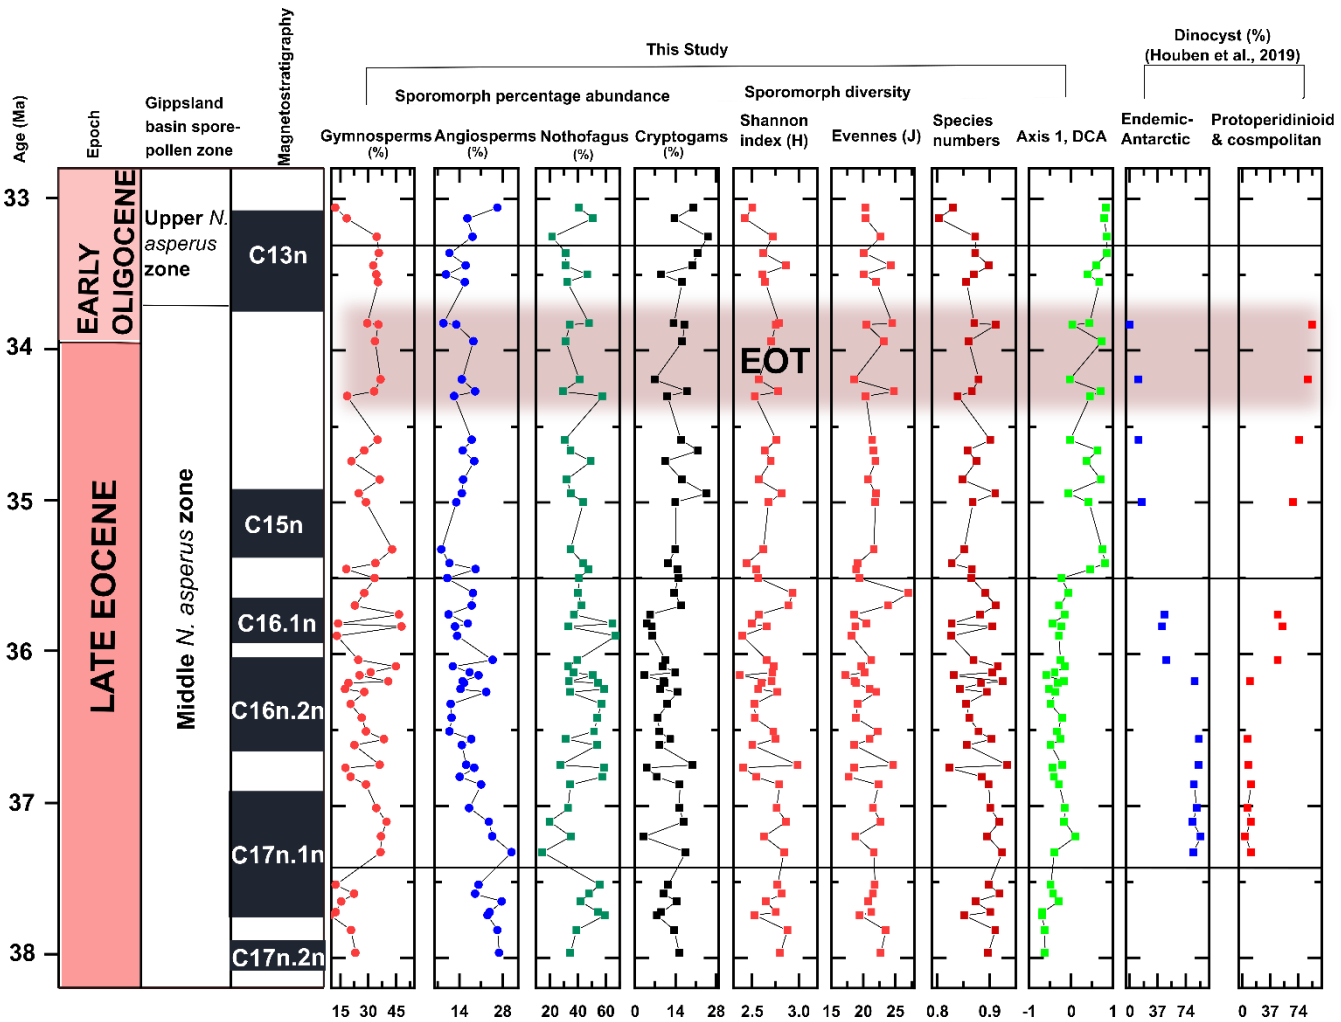 Dinocyst (%)
(Houben et al., 2019)
This Study
Sporomorph percentage abundance
Sporomorph diversity
Age (Ma)
Epoch
Gippsland
basin spore-
pollen zone
Magnetostratigraphy
Gymnosperms
(%)
Angiosperms
(%)
Nothofagus
(%)
Cryptogams
(%)
Shannon
index (H)
Evennes (J)
Species
numbers
Axis 1, DCA
Endemic-
Antarctic
Protoperidinioid
& cosmpolitan
33
34
35
36
37
38
EARLY
OLIGOCENE
LATE EOCENE
Upper N.
asperus
zone
Middle N. asperus zone
C13n
C15n
C16.1n
C16n.2n
C17n.1n
C17n.2n
EOT
15 30 45
14 28
20 40 60
0 14 28
2.5 3.0
15 20 25
0.8 0.9
-1 0 1
0 37 74
0 37 74